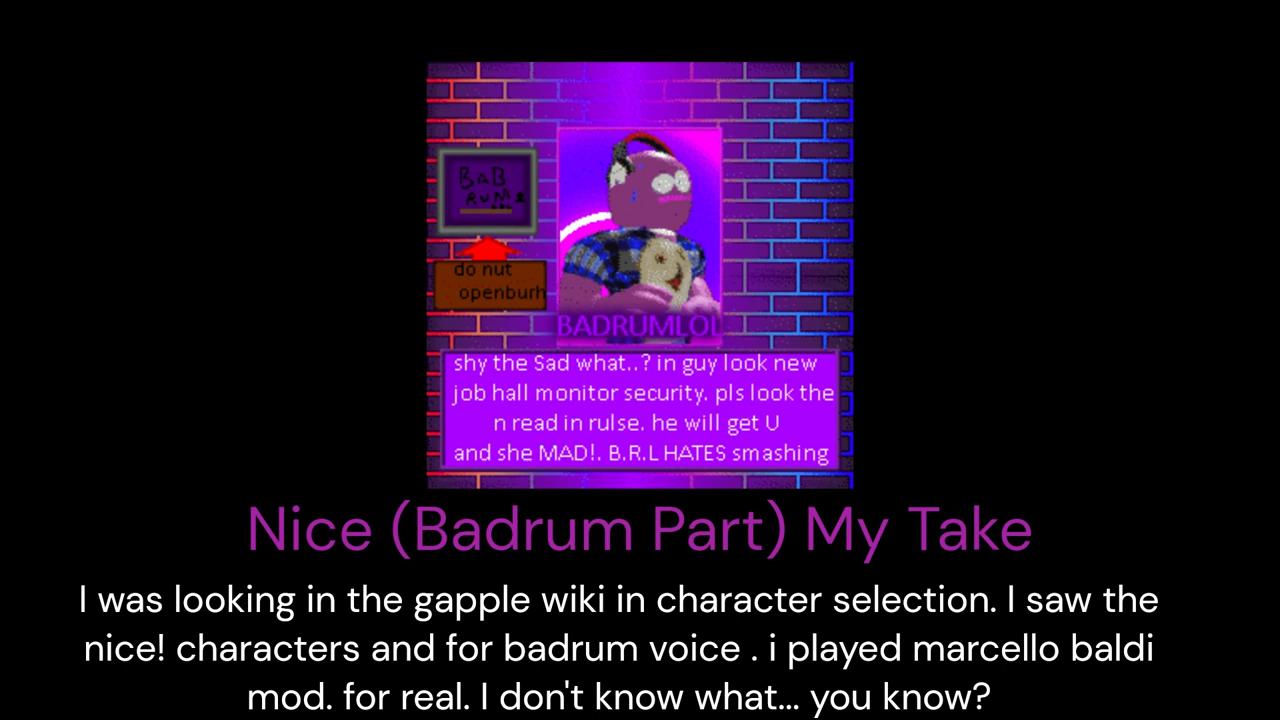 BAB
RUM
do nut
openburh
BADRUMLOL
shy the Sad what..? in guy look new
job hall monitor security. pls look the
n read in rulse. he will get U
and she MAD!. B.R.L HATES smashing
Nice (Badrum Part) My Take
I was looking in the gapple wiki in character selection. I saw the
nice! characters and for badrum voice . i played marcello baldi
mod. for real. I don't know what... you know?